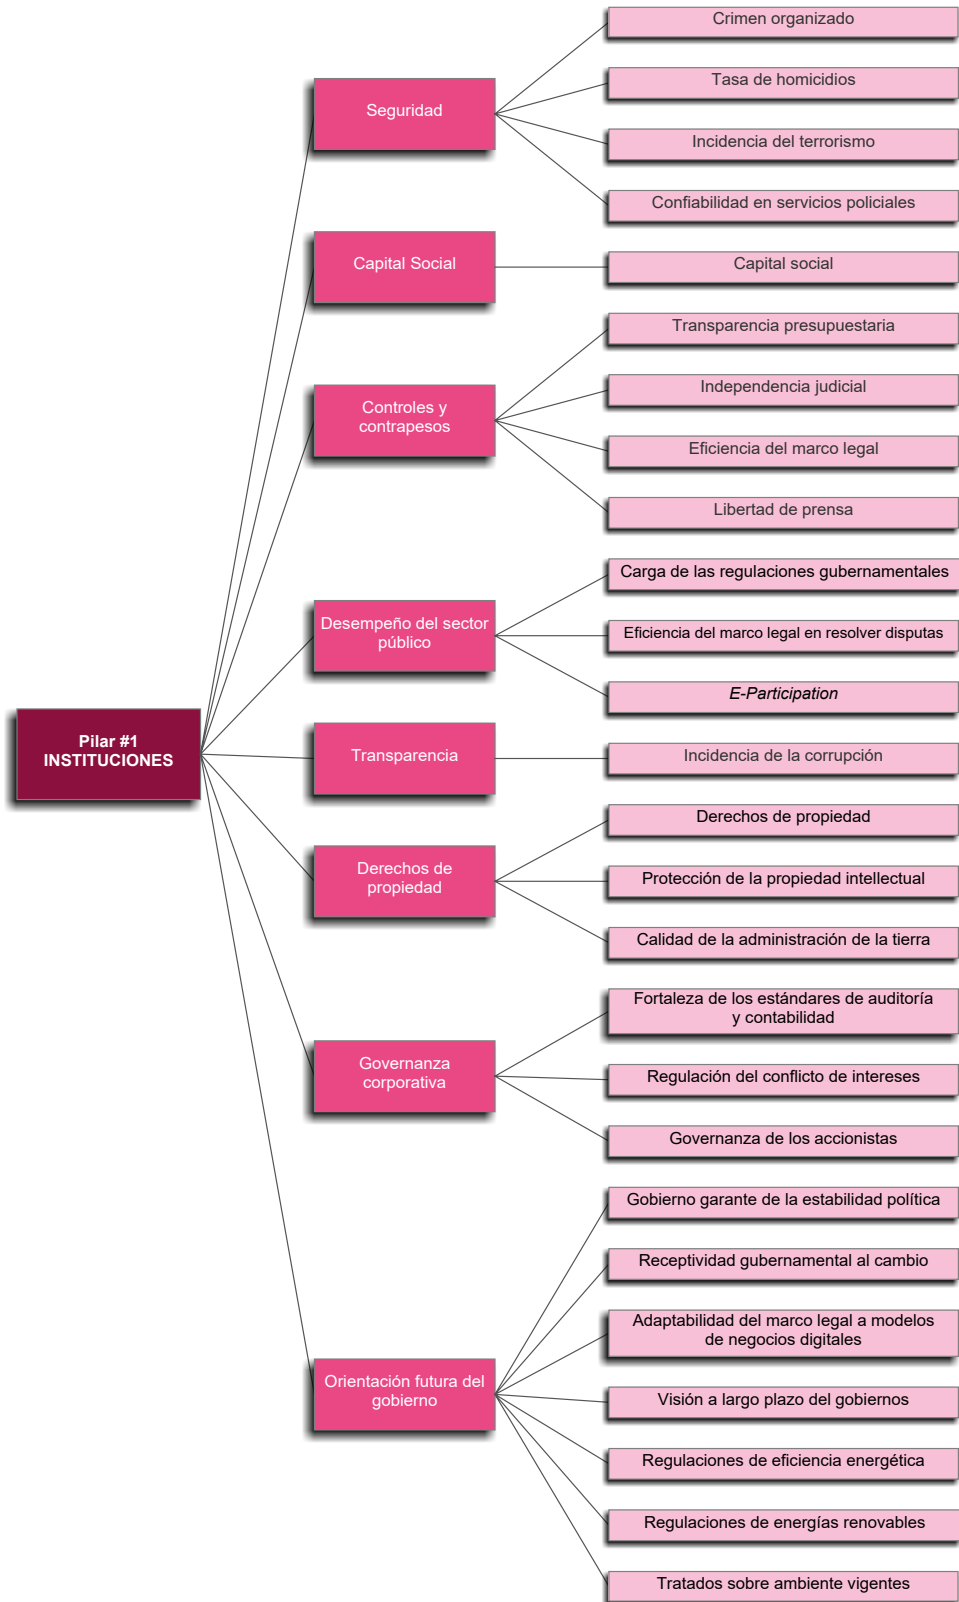 Crimen organizado
Tasa de homicidios
Seguridad
Incidencia del terrorismo
Confiabilidad en servicios policiales
Capital Social
Capital social
Transparencia presupuestaria
Controles y
contrapesos
Independencia judicial
Eficiencia del marco legal
Libertad de prensa
Desempeño del sector
público
Carga de las regulaciones gubernamentales
Eficiencia del marco legal en resolver disputas
E-Participation
Pilar #1
INSTITUCIONES
Transparencia
Incidencia de la corrupción
Derechos de
propiedad
Derechos de propiedad
Protección de la propiedad intellectual
Calidad de la administración de la tierra
Governanza
corporativa
Fortaleza de los estándares de auditoría
y contabilidad
Regulación del conflicto de intereses
Governanza de los accionistas
Orientación futura del
gobierno
Gobierno garante de la estabilidad política
Receptividad gubernamental al cambio
Adaptabilidad del marco legal a modelos
de negocios digitales
Visión a largo plazo del gobiernos
Regulaciones de eficiencia energética
Regulaciones de energías renovables
Tratados sobre ambiente vigentes